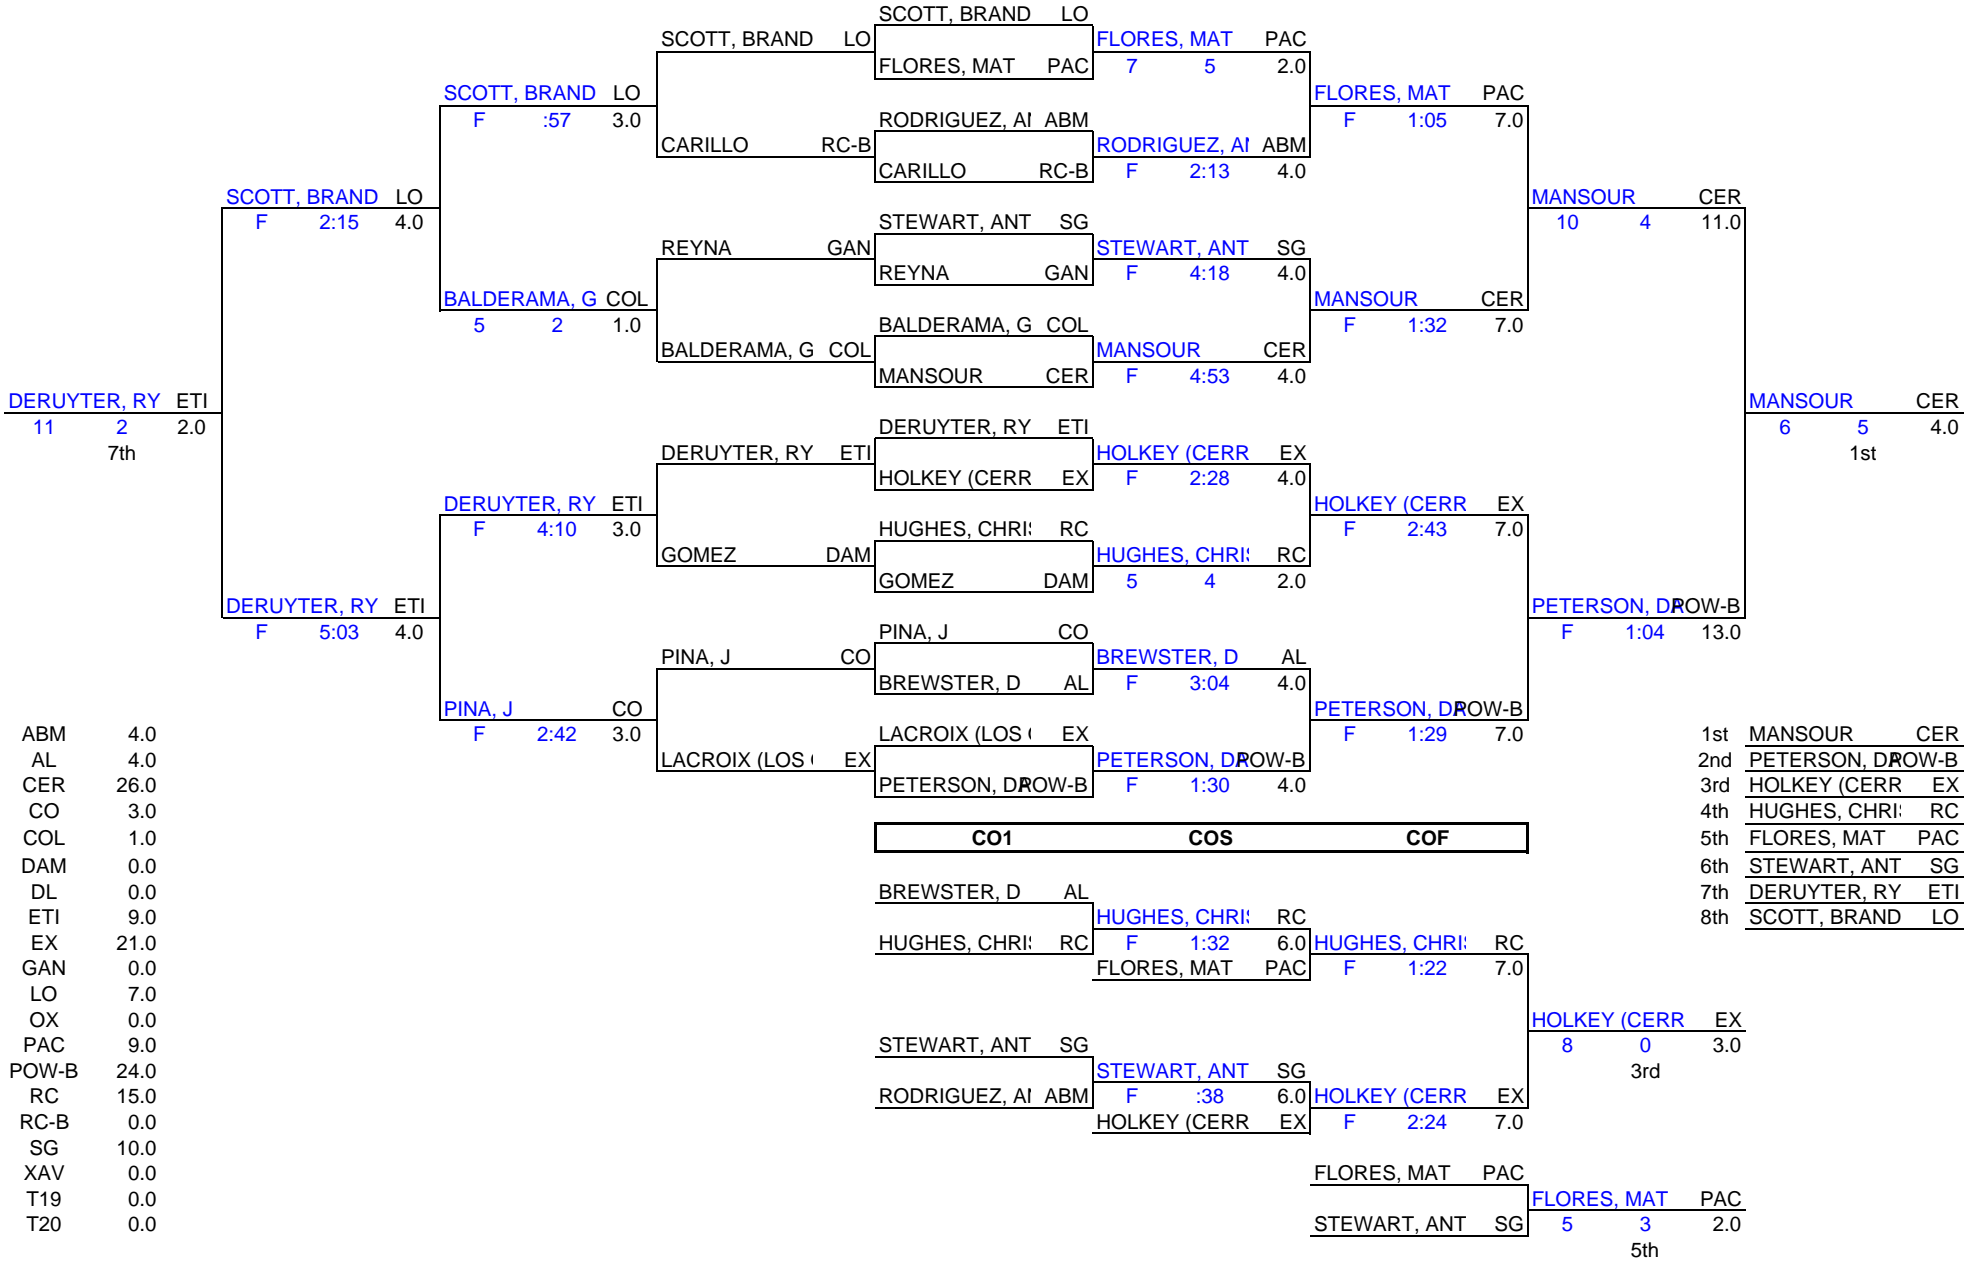 SCOTT, BRAND LO
SCOTT, BRAND LO FLORES, MAT PAC
FLORES, MAT PAC 7 5 2.0
SCOTT, BRAND LO FLORES, MAT PAC
F :57 3.0 RODRIGUEZ, AI ABM F 1:05 7.0
CARILLO RC-B RODRIGUEZ, AI ABM
CARILLO RC-B F 2:13 4.0
SCOTT, BRAND LO MANSOUR CER
F 2:15 4.0 STEWART, ANT SG 10 4 11.0
REYNA GAN STEWART, ANT SG
REYNA GAN F 4:18 4.0
BALDERAMA, G COL MANSOUR CER
5 2 1.0 BALDERAMA, G COL F 1:32 7.0
BALDERAMA, G COL MANSOUR CER
MANSOUR CER F 4:53 4.0
DERUYTER, RY ETI MANSOUR CER
11 2 2.0 DERUYTER, RY ETI 6 5 4.0
7th DERUYTER, RY ETI HOLKEY (CERR EX 1st
HOLKEY (CERR EX F 2:28 4.0
DERUYTER, RY ETI HOLKEY (CERR EX
F 4:10 3.0 HUGHES, CHRI RC F 2:43 7.0
GOMEZ DAM HUGHES, CHRI RC
GOMEZ DAM 5 4 2.0
DERUYTER, RY ETI PETERSON, DA POW-B
F 5:03 4.0 PINA, J CO F 1:04 13.0
PINA, J CO BREWSTER, D AL
BREWSTER, D AL F 3:04 4.0
PINA, J CO PETERSON, DA POW-B
ABM 4.0 F 2:42 3.0 LACROIX (LOS EX F 1:29 7.0 1st MANSOUR CER
AL 4.0 LACROIX (LOS EX PETERSON, DA POW-B 2nd PETERSON, DA POW-B
CER 26.0 PETERSON, DA POW-B F 1:30 4.0 3rd HOLKEY (CERR EX
CO 3.0 4th HUGHES, CHRI RC
COL 1.0 CO1 COS COF 5th FLORES, MAT PAC
DAM 0.0 6th STEWART, ANT SG
DL 0.0 BREWSTER, D AL 7th DERUYTER, RY ETI
ETI 9.0 HUGHES, CHRI RC 8th SCOTT, BRAND LO
EX 21.0 HUGHES, CHRI RC F 1:32 6.0 HUGHES, CHRI RC
GAN 0.0 FLORES, MAT PAC F 1:22 7.0
LO 7.0
OX 0.0 HOLKEY (CERR EX
PAC 9.0 STEWART, ANT SG 8 0 3.0
POW-B 24.0 STEWART, ANT SG 3rd
RC 15.0 RODRIGUEZ, AI ABM F :38 6.0 HOLKEY (CERR EX
RC-B 0.0 HOLKEY (CERR EX F 2:24 7.0
SG 10.0
XAV 0.0 FLORES, MAT PAC
T19 0.0 FLORES, MAT PAC
T20 0.0 STEWART, ANT SG 5 3 2.0
5th